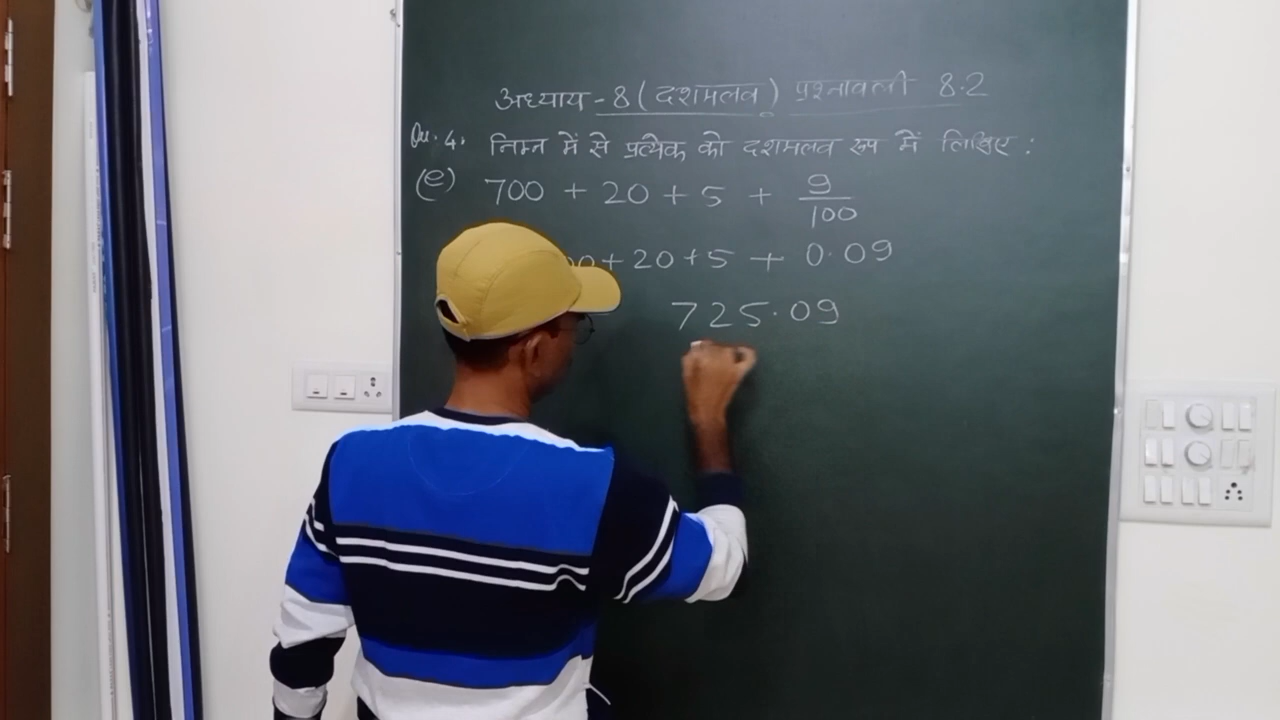 अध्याय - 8 ( दशमलव ) प्रश्नावली 8.2
Qu. 4. निम्न में से प्रत्येक को दशमलव रूप में लिखिए :
(e) 700 + 20 + 5 + 9/100
+ 20 + 5 + 0.09
725.09